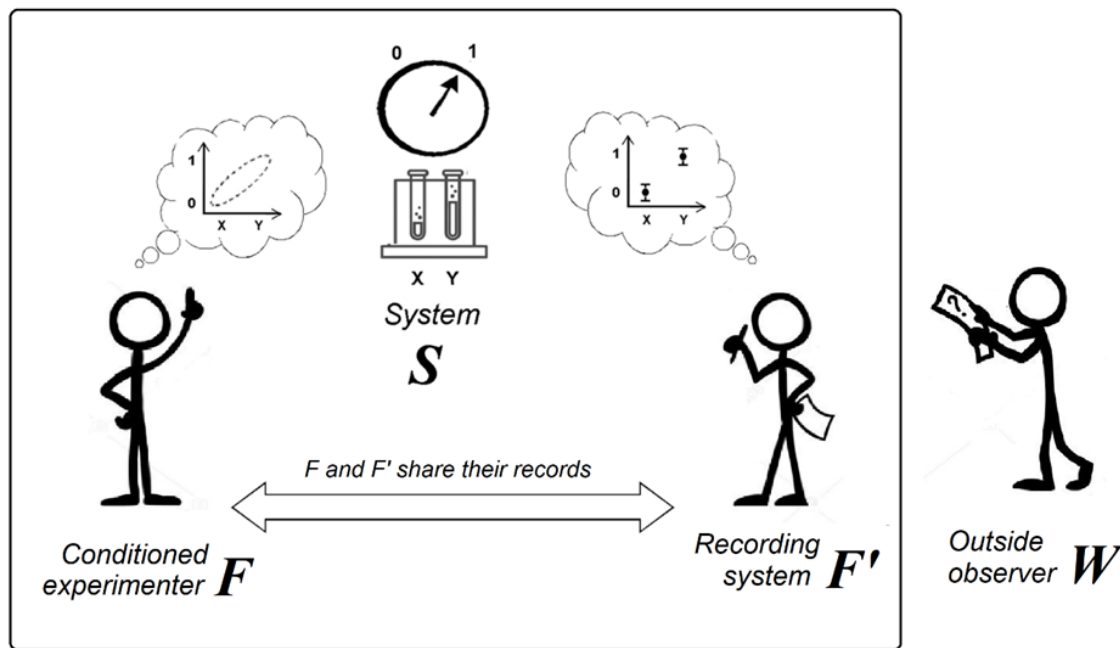 0 1
1
0
X Y
1
0
X Y
X Y
System
S
?
F and F' share their records
Conditioned
experimenter F
Recording
system F'
Outside
observer W